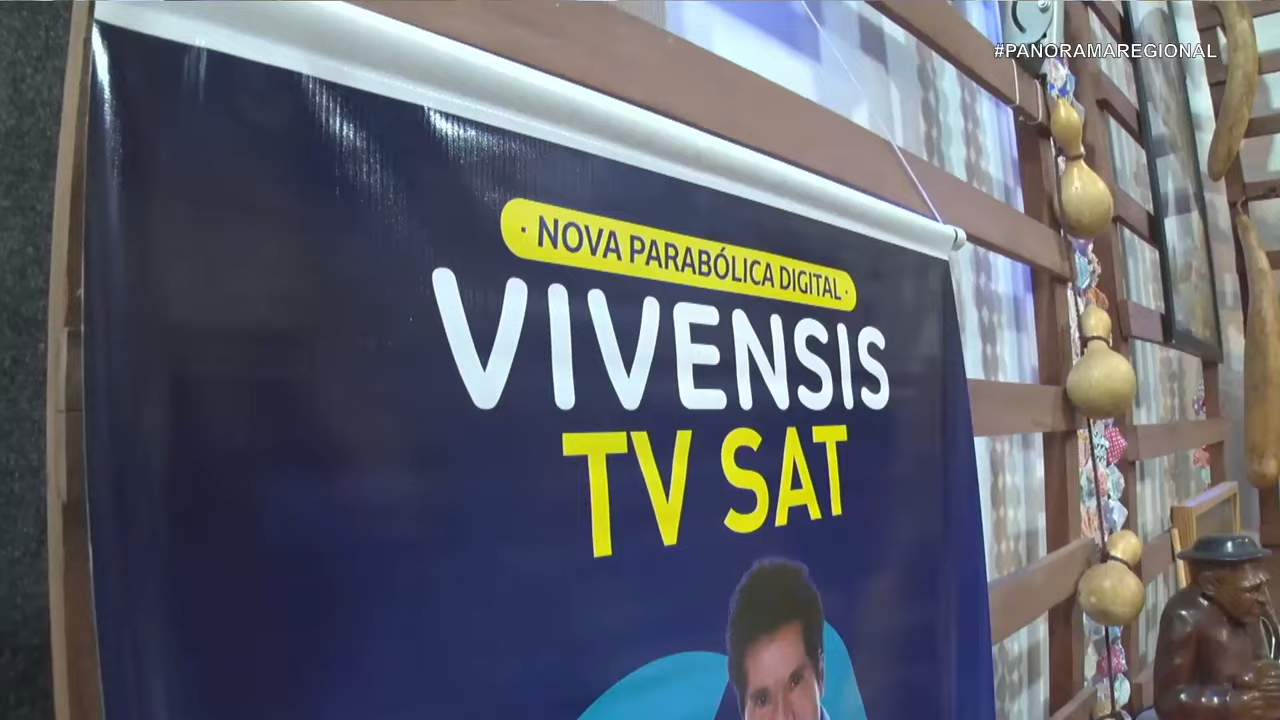 #PANORAMAREGIONAL
· NOVA PARABÓLICA DIGITAL ·
VIVENSIS
TV SAT